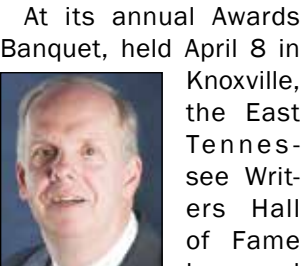 At its annual Awards
Banquet, held April 8 in
Knoxville,
the East
Tennes-
see Writ-
ers Hall
of Fame